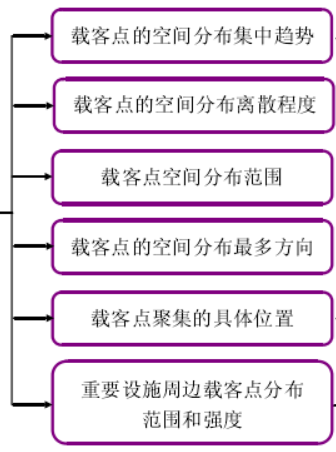 载客点的空间分布集中趋势
载客点的空间分布离散程度
载客点空间分布范围
载客点的空间分布最多方向
载客点聚集的具体位置
重要设施周边载客点分布
范围和强度